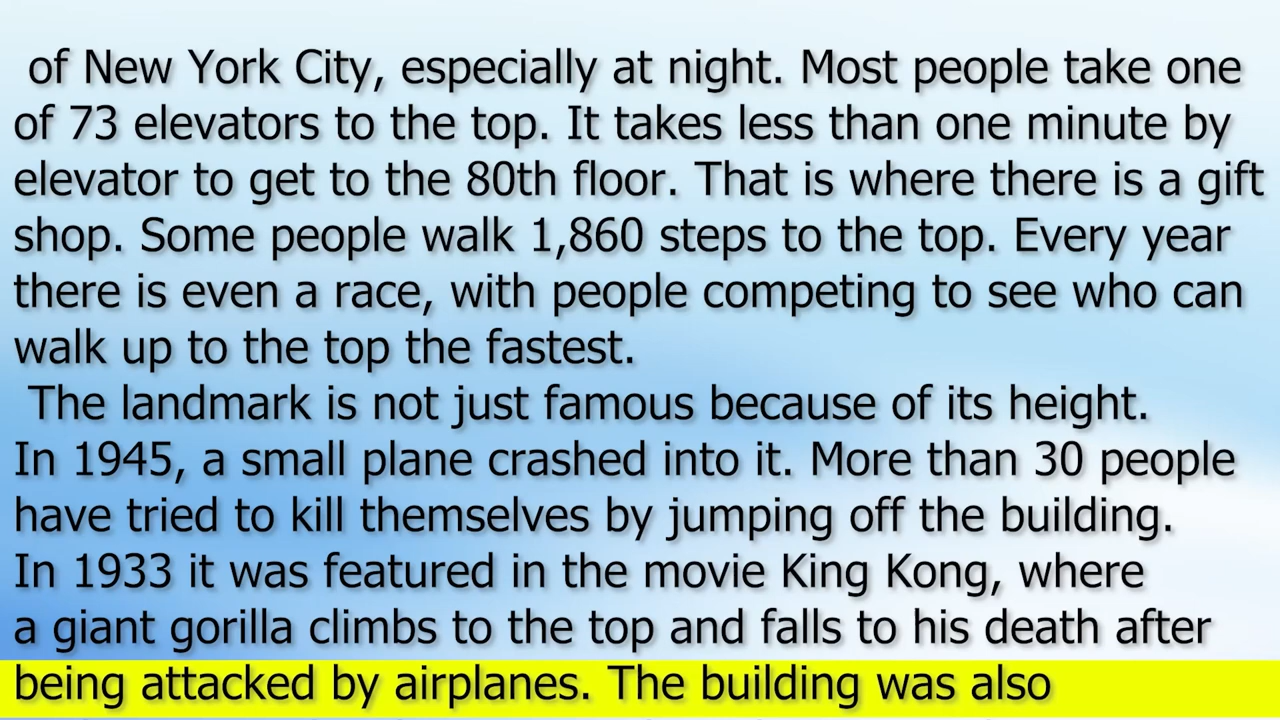 of New York City, especially at night. Most people take one
of 73 elevators to the top. It takes less than one minute by
elevator to get to the 80th floor. That is where there is a gift
shop. Some people walk 1,860 steps to the top. Every year
there is even a race, with people competing to see who can
walk up to the top the fastest.
The landmark is not just famous because of its height.
In 1945, a small plane crashed into it. More than 30 people
have tried to kill themselves by jumping off the building.
In 1933 it was featured in the movie King Kong, where
a giant gorilla climbs to the top and falls to his death after
being attacked by airplanes. The building was also